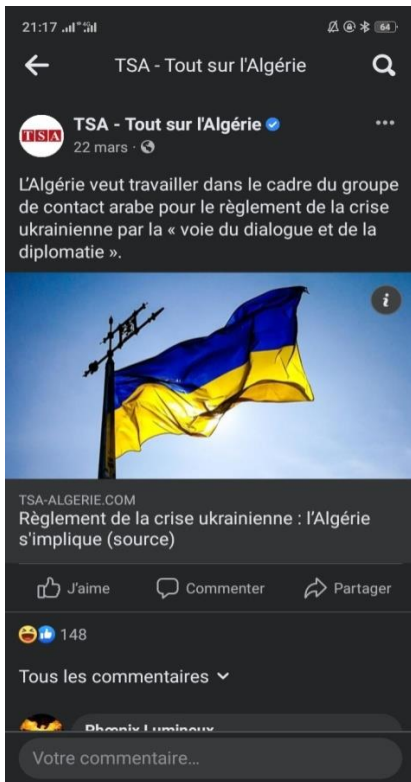 21:17
64
TSA - Tout sur l'Algérie
TSA
TSA - Tout sur l'Algérie
22 mars ·
L'Algérie veut travailler dans le cadre du groupe
de contact arabe pour le règlement de la crise
ukrainienne par la « voie du dialogue et de la
diplomatie ».
TSA-ALGERIE.COM
Règlement de la crise ukrainienne : l'Algérie
s'implique (source)
J'aime
Commenter
Partager
148
Tous les commentaires
Phœnix Lumineux
Votre commentaire...